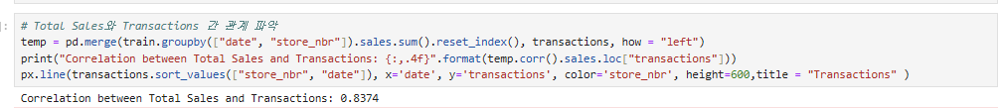 ]:
# Total Sales와 Transactions 간 관계 파악
temp = pd.merge(train.groupby(["date", "store_nbr"]).sales.sum().reset_index(), transactions, how = "left")
print("Correlation between Total Sales and Transactions: {:,.4f}".format(temp.corr().sales.loc["transactions"]))
px.line(transactions.sort_values(["store_nbr", "date"]), x='date', y='transactions', color='store_nbr', height=600,title = "Transactions" )
Correlation between Total Sales and Transactions: 0.8374